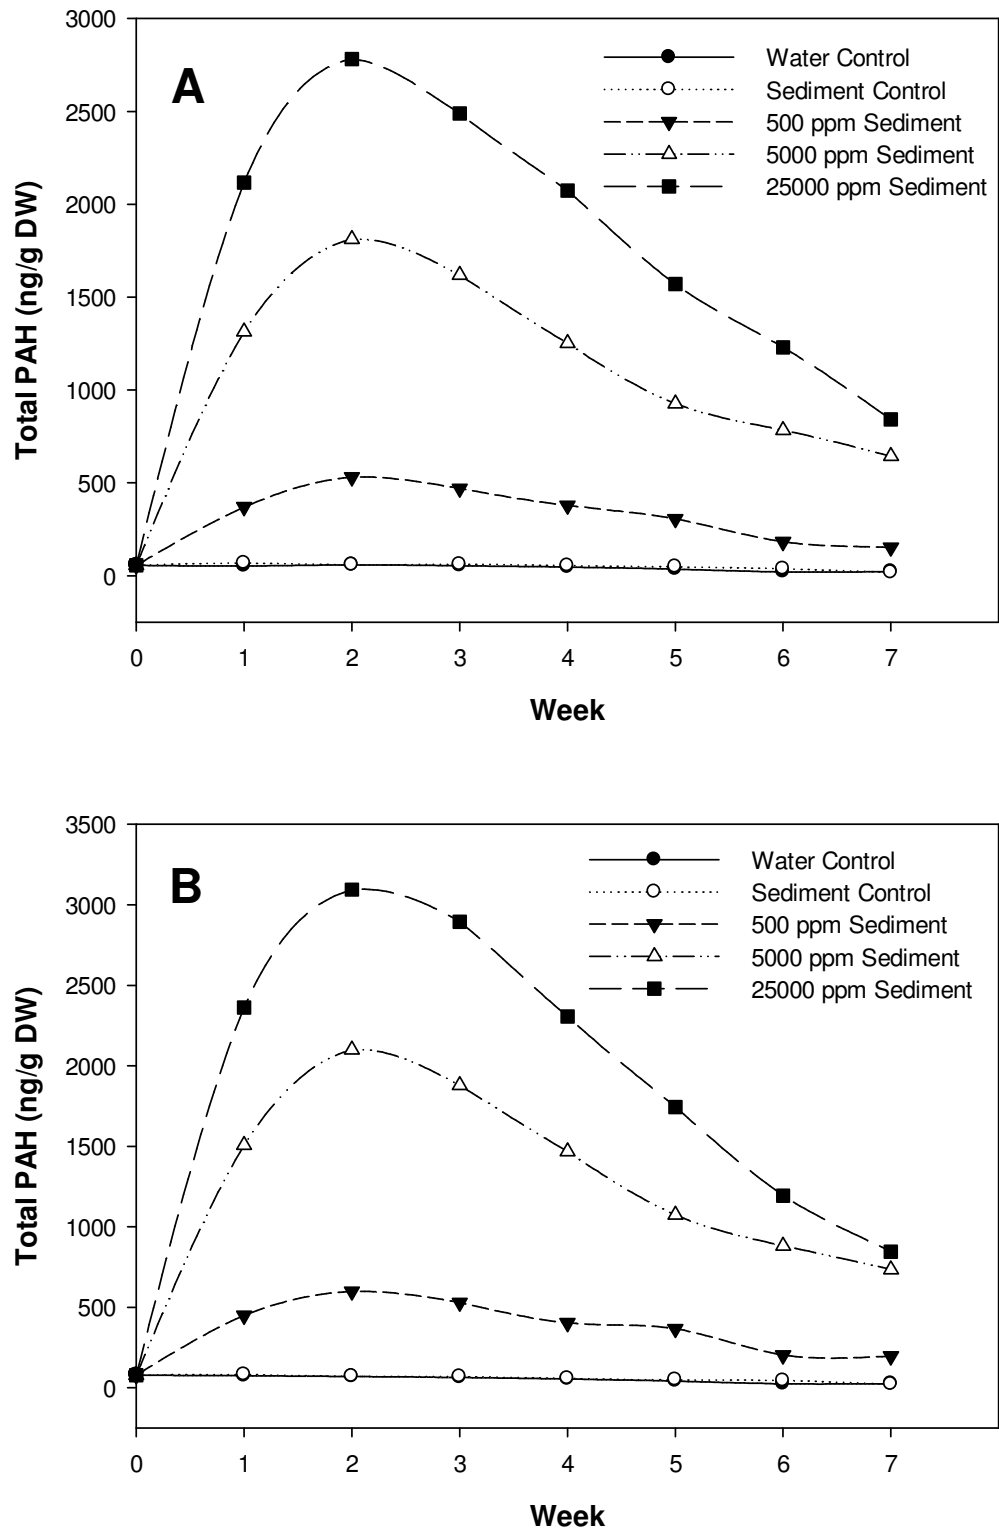 3000
A
Water Control
Sediment Control
500 ppm Sediment
5000 ppm Sediment
25000 ppm Sediment
2500
2000
1500
1000
500
0
Total PAH (ng/g DW)
0 1 2 3 4 5 6 7
Week
3500
B
Water Control
Sediment Control
500 ppm Sediment
5000 ppm Sediment
25000 ppm Sediment
3000
2500
2000
1500
1000
500
0
Total PAH (ng/g DW)
0 1 2 3 4 5 6 7
Week